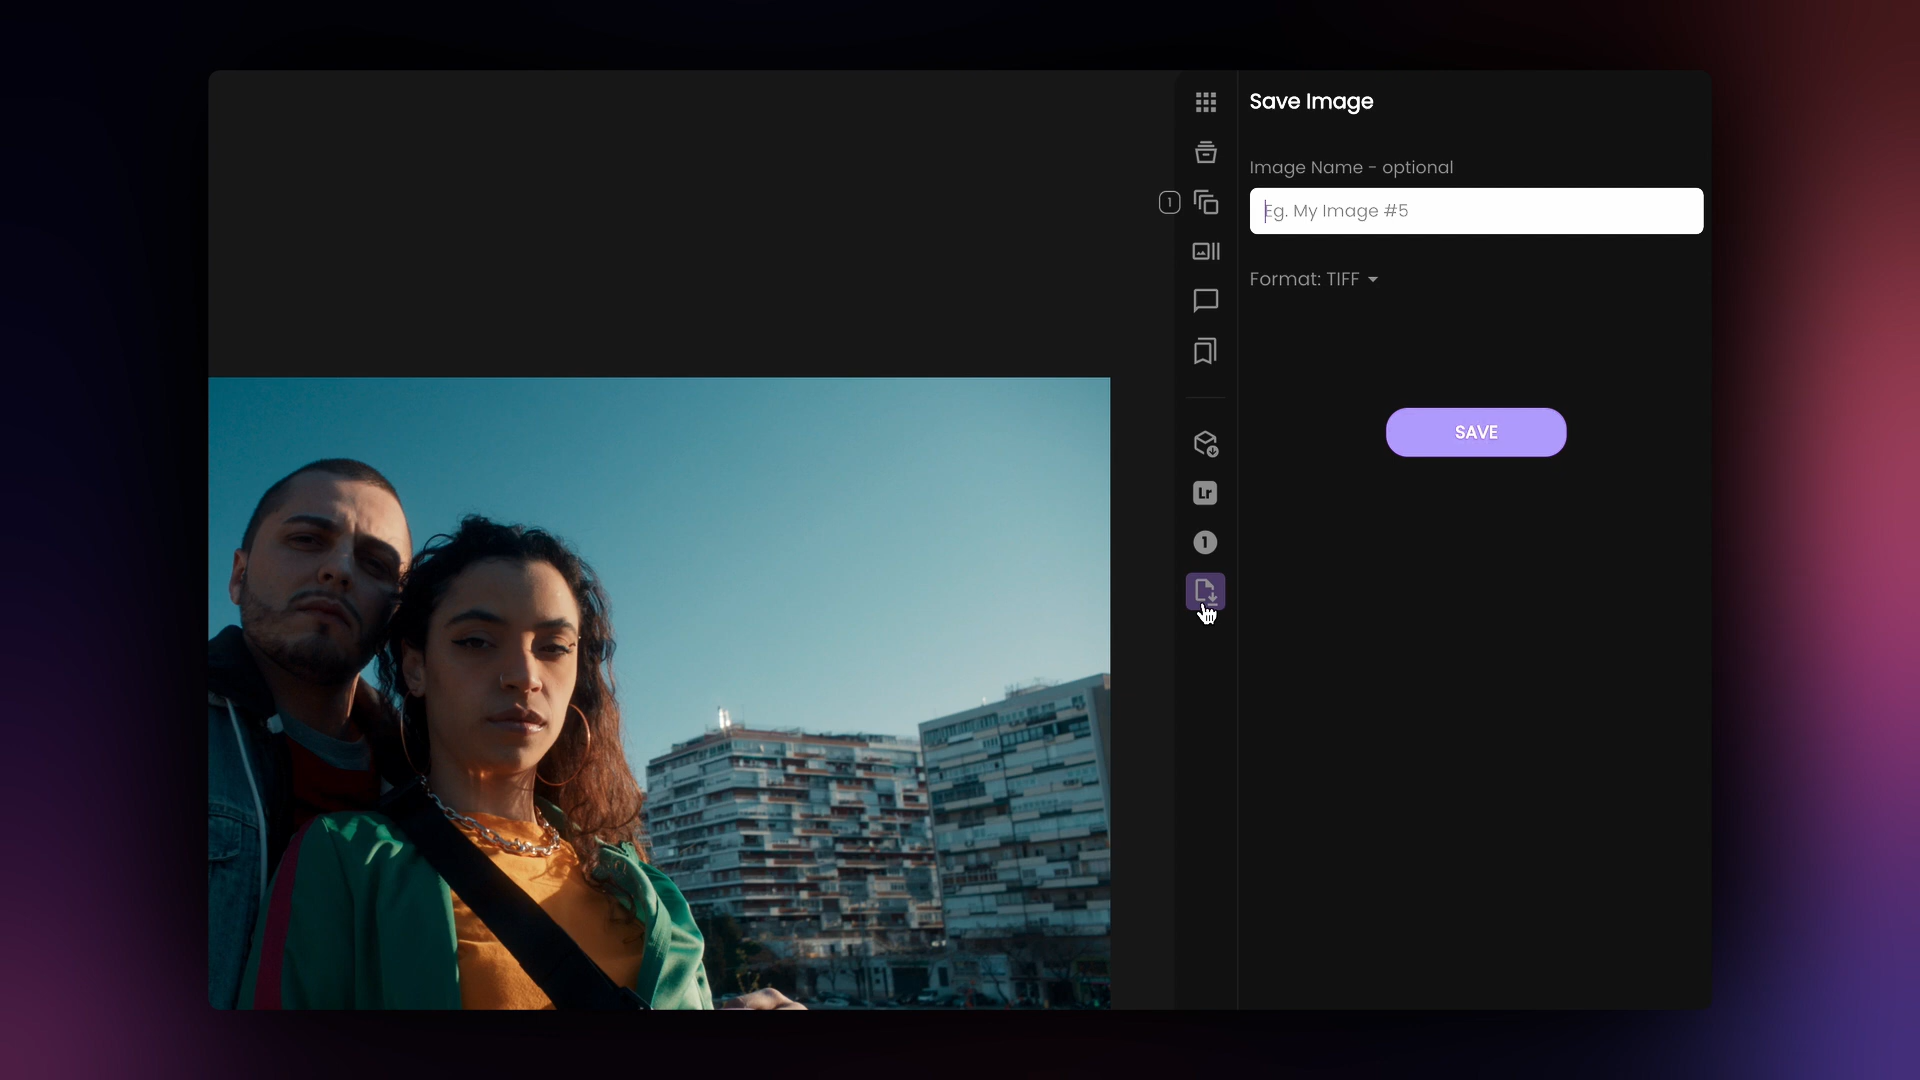 Save Image
Image Name - optional
1
Eg. My Image #5
Format: TIFF
SAVE
Lr
1